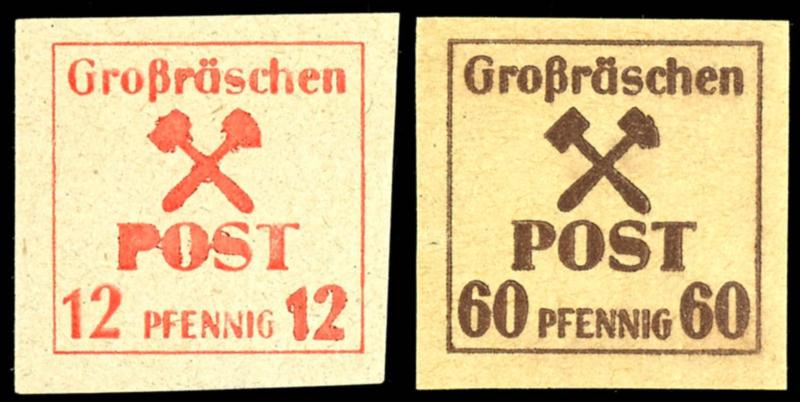 Großräschen
POST
12 PFENNIG 12
Großräschen
POST
60 PFENNIG 60